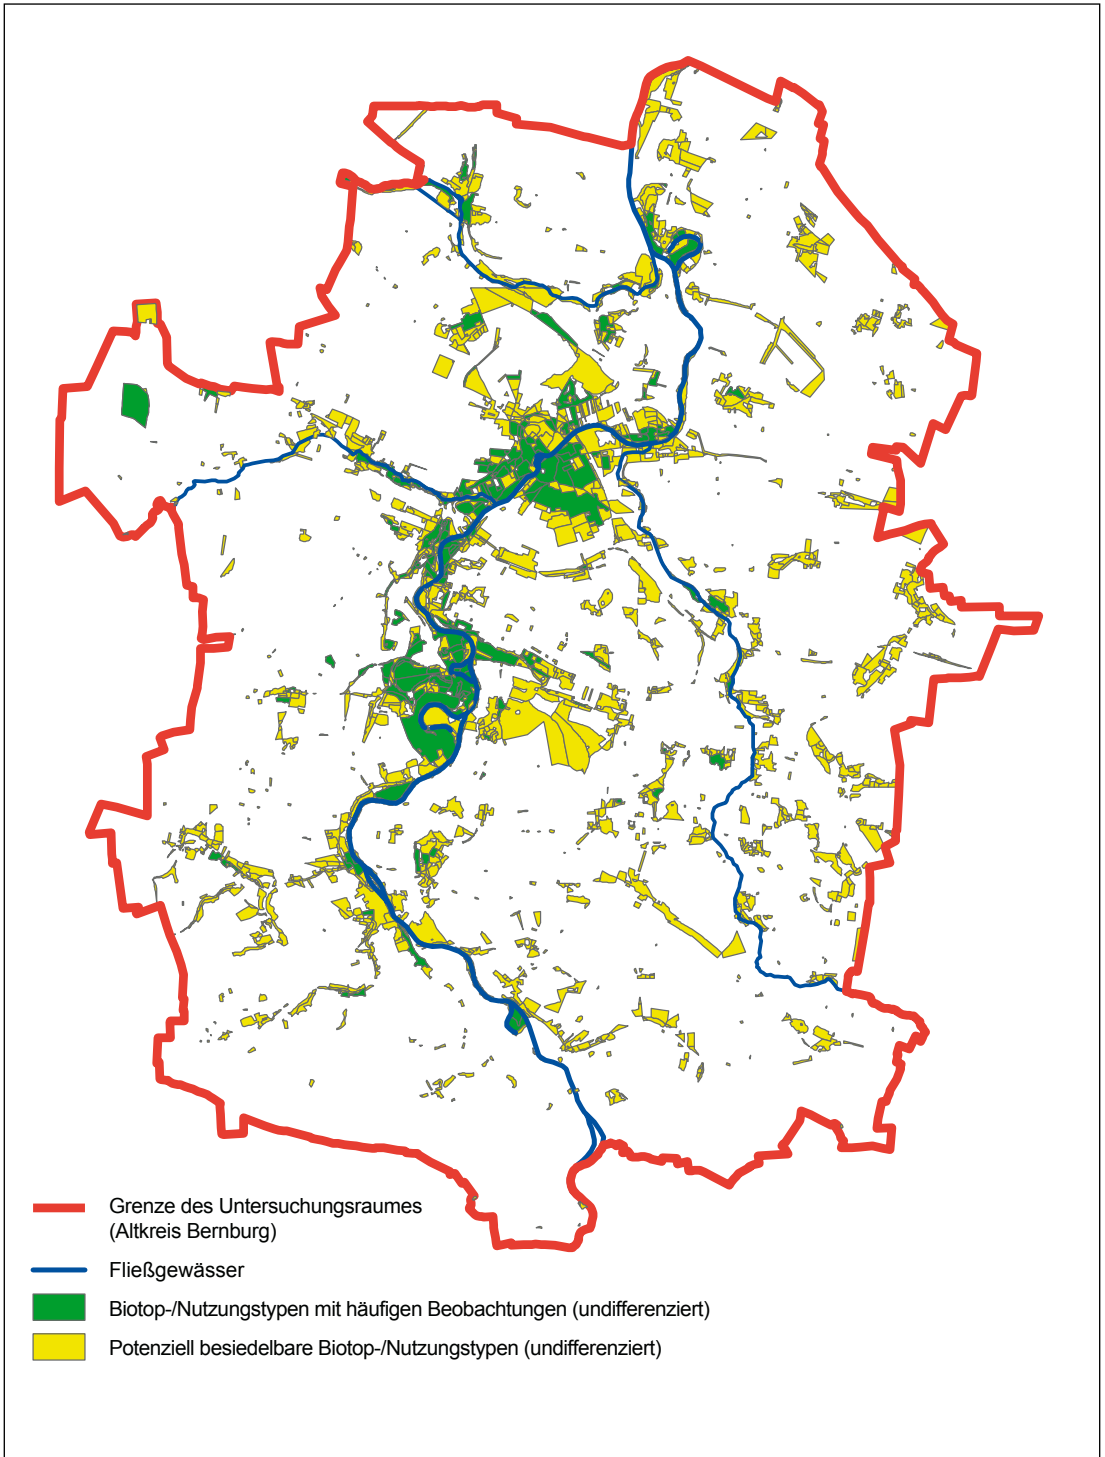 Grenze des Untersuchungsraumes
(Altkreis Bernburg)
Fließgewässer
Biotop-/Nutzungstypen mit häufigen Beobachtungen (undifferenziert)
Potenziell besiedelbare Biotop-/Nutzungstypen (undifferenziert)